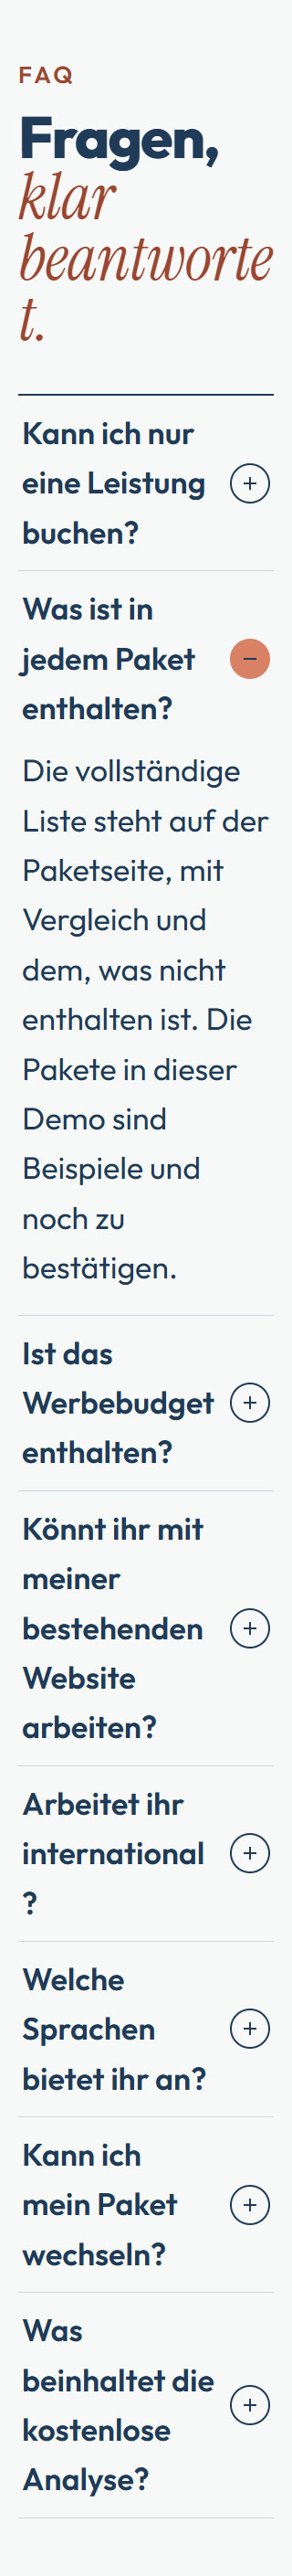 FAQ
Fragen,
klar
beantworte
t.
Kann ich nur
eine Leistung
buchen?
Was ist in
jedem Paket
enthalten?
Die vollständige
Liste steht auf der
Paketseite, mit
Vergleich und
dem, was nicht
enthalten ist. Die
Pakete in dieser
Demo sind
Beispiele und
noch zu
bestätigen.
Ist das
Werbebudget
enthalten?
Könnt ihr mit
meiner
bestehenden
Website
arbeiten?
Arbeitet ihr
international
?
Welche
Sprachen
bietet ihr an?
Kann ich
mein Paket
wechseln?
Was
beinhaltet die
kostenlose
Analyse?